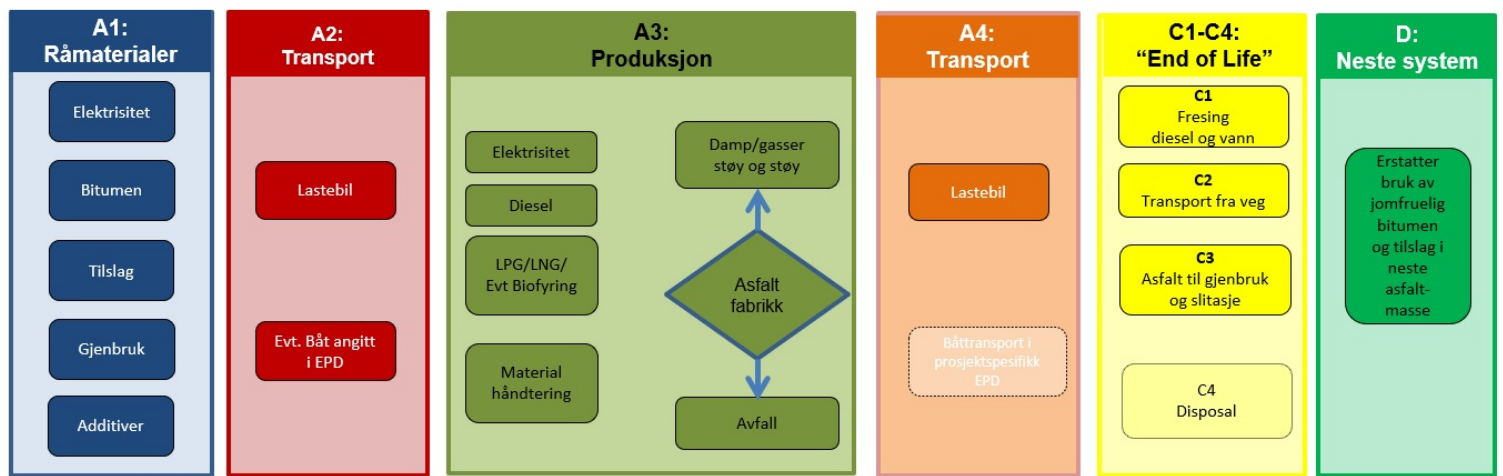 A1:
Råmaterialer
Elektrisitet
Bitumen
Tilslag
Gjenbruk
Additiver
A2:
Transport
Lastebil
Evt. Båt angitt
i EPD
A3:
Produksjon
Elektrisitet
Diesel
LPG/LNG/
Evt Biofyring
Material
håndtering
Damp/gasser
støy og støy
Asfalt
fabrikk
Avfall
A4:
Transport
Lastebil
Båttransport i
prosjektspesifikk
EPD
C1-C4:
“End of Life”
C1
Fresing
diesel og vann
C2
Transport fra veg
C3
Asfalt til gjenbruk
og slitasje
C4
Disposal
D:
Neste system
Erstatter
bruk av
jomfruelig
bitumen
og tilslag i
neste
asfalt-
masse